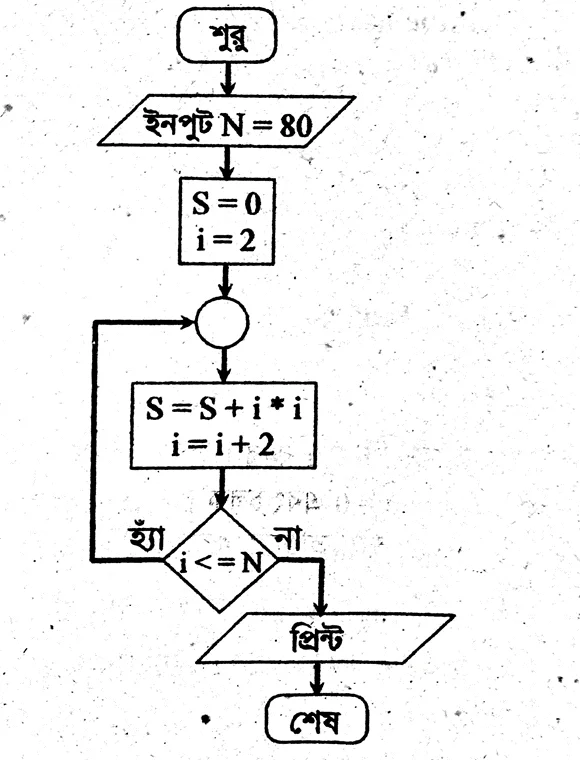 শুরু
ইনপুট N = 80
S = 0
i = 2
S = S + i * i
i = i + 2
হ্যাঁ
i < = N
না
প্রিন্ট
শেষ